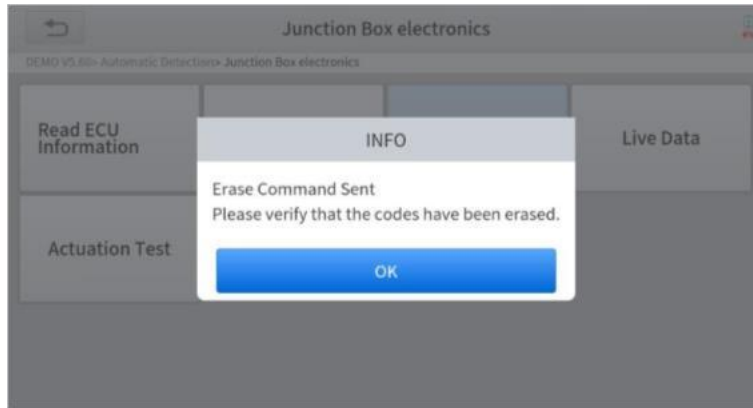 Junction Box electronics
DEMO V5.60> Automatic Detection> Junction Box electronics
Read ECU
Information
Live Data
INFO
Erase Command Sent
Please verify that the codes have been erased.
Actuation Test
OK